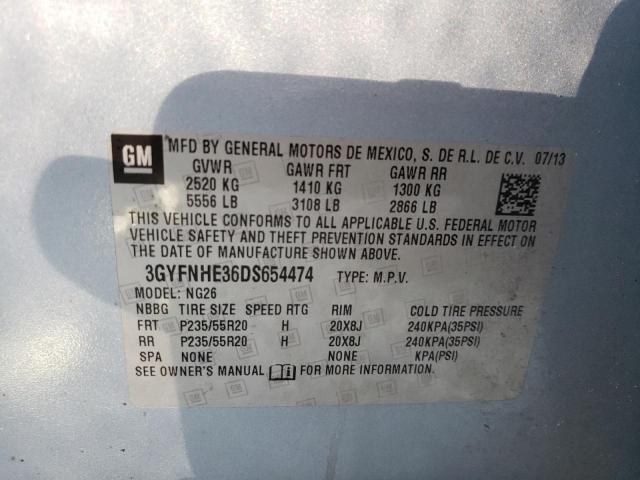 GM
MFD BY GENERAL MOTORS DE MEXICO, S. DE R.L. DE C.V. 07/13
GVWR GAWR FRT GAWR RR
2520 KG 1410 KG 1300 KG
5556 LB 3108 LB 2866 LB
THIS VEHICLE CONFORMS TO ALL APPLICABLE U.S. FEDERAL MOTOR
VEHICLE SAFETY AND THEFT PREVENTION STANDARDS IN EFFECT ON
THE DATE OF MANUFACTURE SHOWN ABOVE.
3GYFNHE36DS654474 TYPE: M.P.V.
MODEL: NG26
NBBG TIRE SIZE SPEED RTG RIM COLD TIRE PRESSURE
FRT P235/55R20 H 20X8J 240KPA(35PSI)
RR P235/55R20 H 20X8J 240KPA(35PSI)
SPA NONE NONE KPA(PSI)
SEE OWNER'S MANUAL FOR MORE INFORMATION.